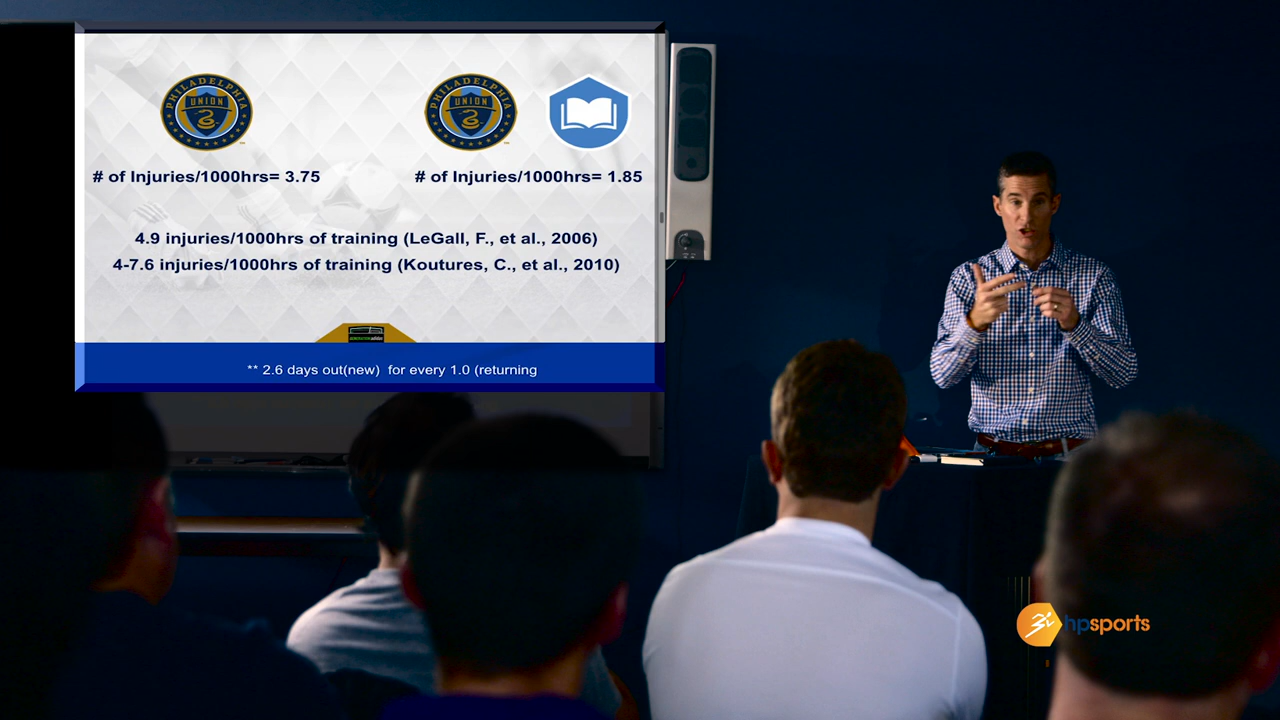 PHILADELPHIA
UNION
PHILADELPHIA
UNION
# of Injuries/1000hrs= 3.75
# of Injuries/1000hrs= 1.85
4.9 injuries/1000hrs of training (LeGall, F., et al., 2006)
4-7.6 injuries/1000hrs of training (Koutures, C., et al., 2010)
** 2.6 days out(new) for every 1.0 (returning
hpsports